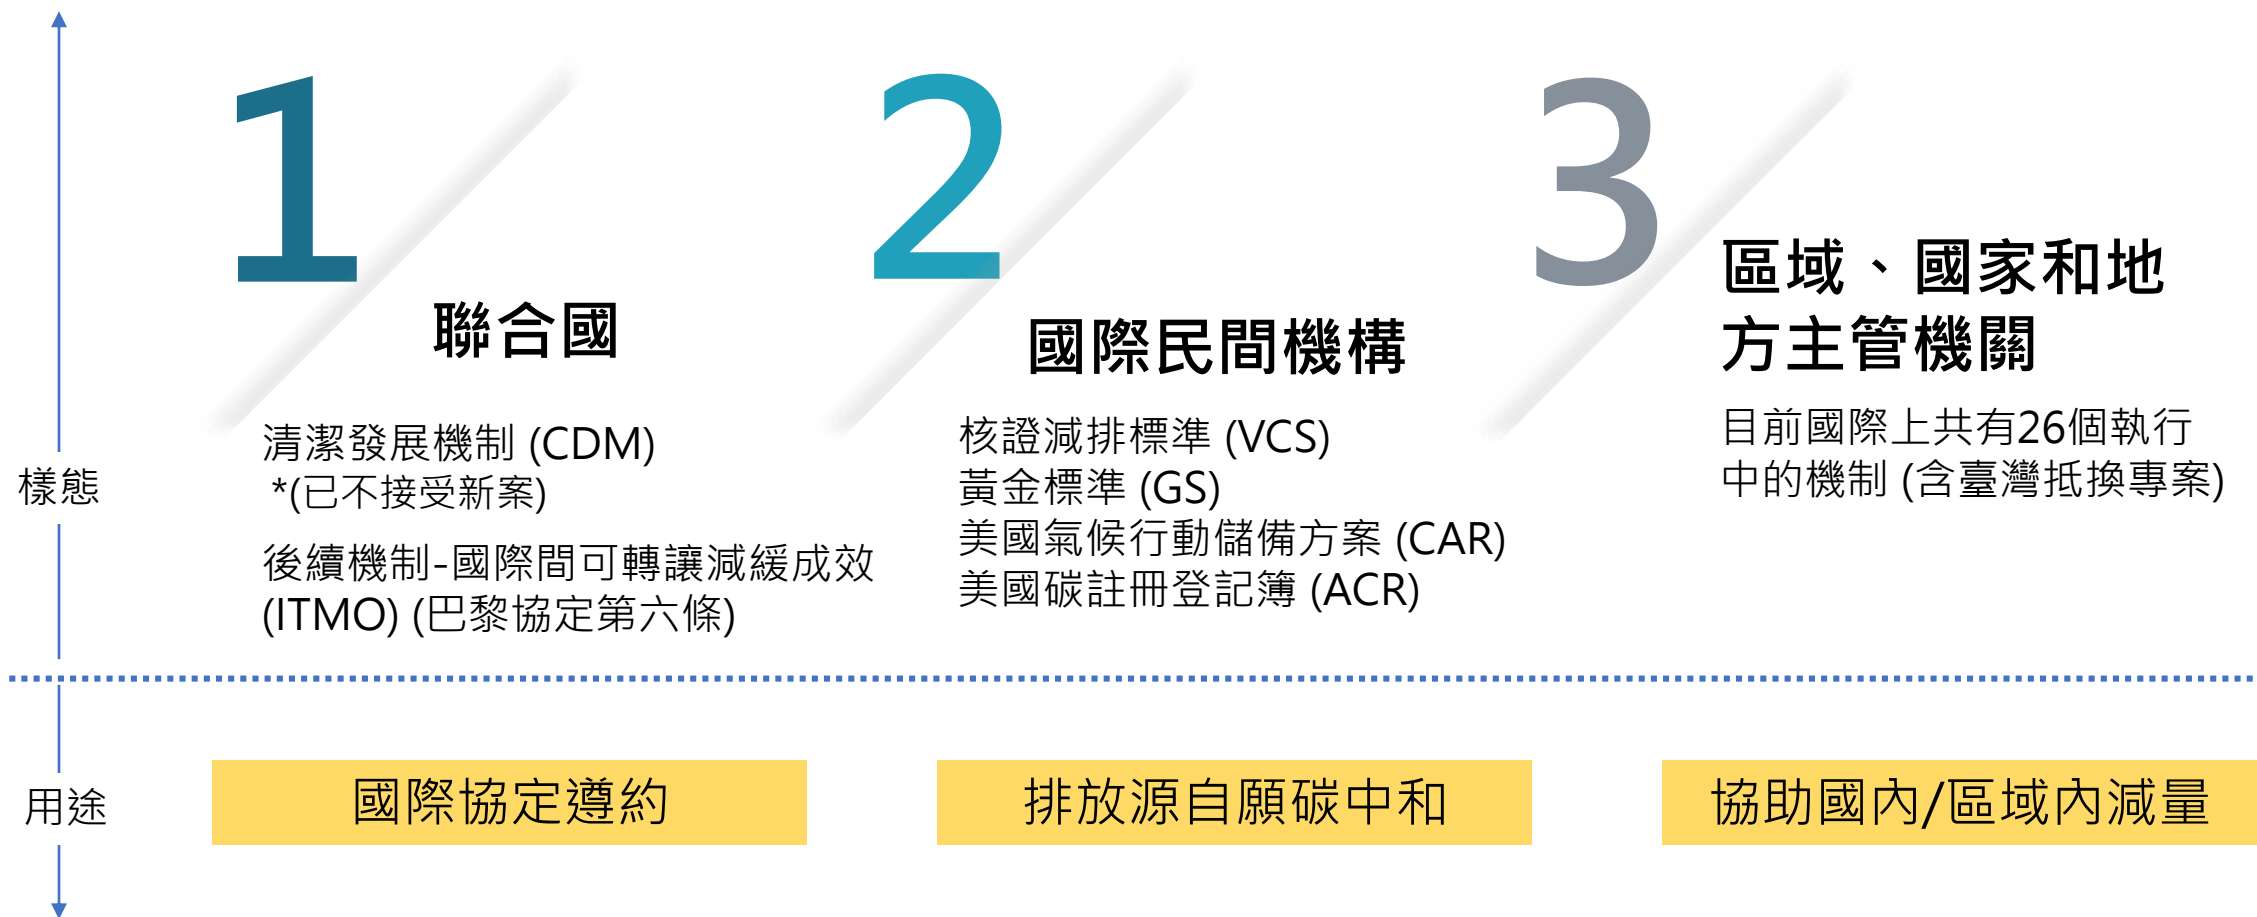 1
聯合國
清潔發展機制 (CDM)
*(已不接受新案)
後續機制-國際間可轉讓減緩成效
(ITMO) (巴黎協定第六條)
2
國際民間機構
核證減排標準 (VCS)
黃金標準 (GS)
美國氣候行動儲備方案 (CAR)
美國碳註冊登記簿 (ACR)
3
區域、國家和地
方主管機關
目前國際上共有26個執行
中的機制 (含臺灣抵換專案)
樣態
用途
國際協定遵約
排放源自願碳中和
協助國內/區域內減量